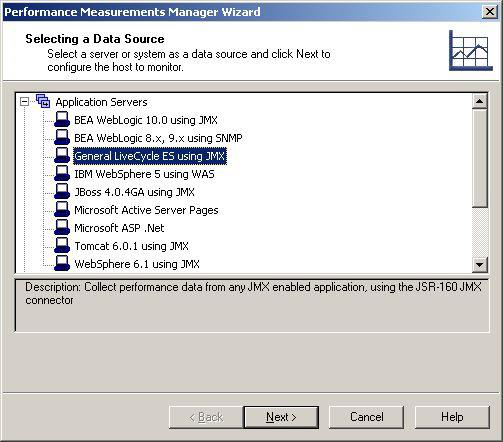 Performance Measurements Manager Wizard
Selecting a Data Source
Select a server or system as a data source and click Next to
configure the host to monitor.
Application Servers
BEA WebLogic 10.0 using JMX
BEA WebLogic 8.x, 9.x using SNMP
General LiveCycle ES using JMX
IBM WebSphere 5 using WAS
JBoss 4.0.4GA using JMX
Microsoft Active Server Pages
Microsoft ASP .Net
Tomcat 6.0.1 using JMX
WebSphere 6.1 using JMX
Description: Collect performance data from any JMX enabled application, using the JSR-160 JMX
connector
< Back
Next >
Cancel
Help